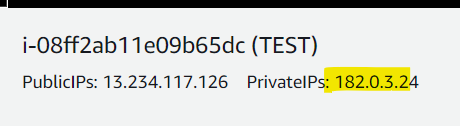 i-08ff2ab11e09b65dc (TEST)
PublicIPs: 13.234.117.126 PrivateIPs: 182.0.3.24